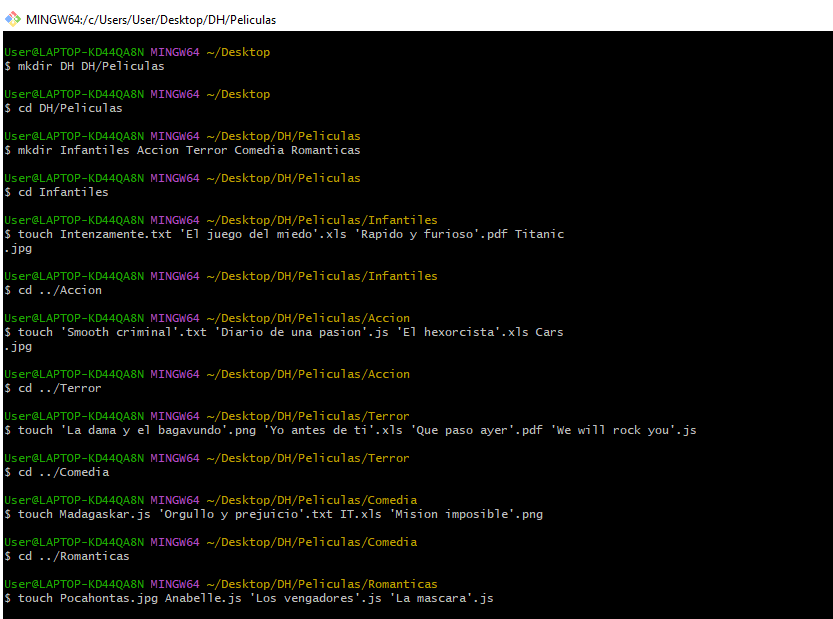 MINGW64:/c/Users/User/Desktop/DH/Peliculas
User@LAPTOP-KD44QA8N MINGW64 ~/Desktop
$ mkdir DH DH/Peliculas
User@LAPTOP-KD44QA8N MINGW64 ~/Desktop
$ cd DH/Peliculas
User@LAPTOP-KD44QA8N MINGW64 ~/Desktop/DH/Peliculas
$ mkdir Infantiles Accion Terror Comedia Romanticas
User@LAPTOP-KD44QA8N MINGW64 ~/Desktop/DH/Peliculas
$ cd Infantiles
User@LAPTOP-KD44QA8N MINGW64 ~/Desktop/DH/Peliculas/Infantiles
$ touch Intenzamente.txt 'El juego del miedo'.xls 'Rapido y furioso'.pdf Titanic
.jpg
User@LAPTOP-KD44QA8N MINGW64 ~/Desktop/DH/Peliculas/Infantiles
$ cd ../Accion
User@LAPTOP-KD44QA8N MINGW64 ~/Desktop/DH/Peliculas/Accion
$ touch 'Smooth criminal'.txt 'Diario de una pasion'.js 'El hexorcista'.xls Cars
.jpg
User@LAPTOP-KD44QA8N MINGW64 ~/Desktop/DH/Peliculas/Accion
$ cd ../Terror
User@LAPTOP-KD44QA8N MINGW64 ~/Desktop/DH/Peliculas/Terror
$ touch 'La dama y el bagavundo'.png 'Yo antes de ti'.xls 'Que paso ayer'.pdf 'We will rock you'.js
User@LAPTOP-KD44QA8N MINGW64 ~/Desktop/DH/Peliculas/Terror
$ cd ../Comedia
User@LAPTOP-KD44QA8N MINGW64 ~/Desktop/DH/Peliculas/Comedia
$ touch Madagaskar.js 'Orgullo y prejuicio'.txt IT.xls 'Mision imposible'.png
User@LAPTOP-KD44QA8N MINGW64 ~/Desktop/DH/Peliculas/Comedia
$ cd ../Romanticas
User@LAPTOP-KD44QA8N MINGW64 ~/Desktop/DH/Peliculas/Romanticas
$ touch Pocahontas.jpg Anabelle.js 'Los vengadores'.js 'La mascara'.js